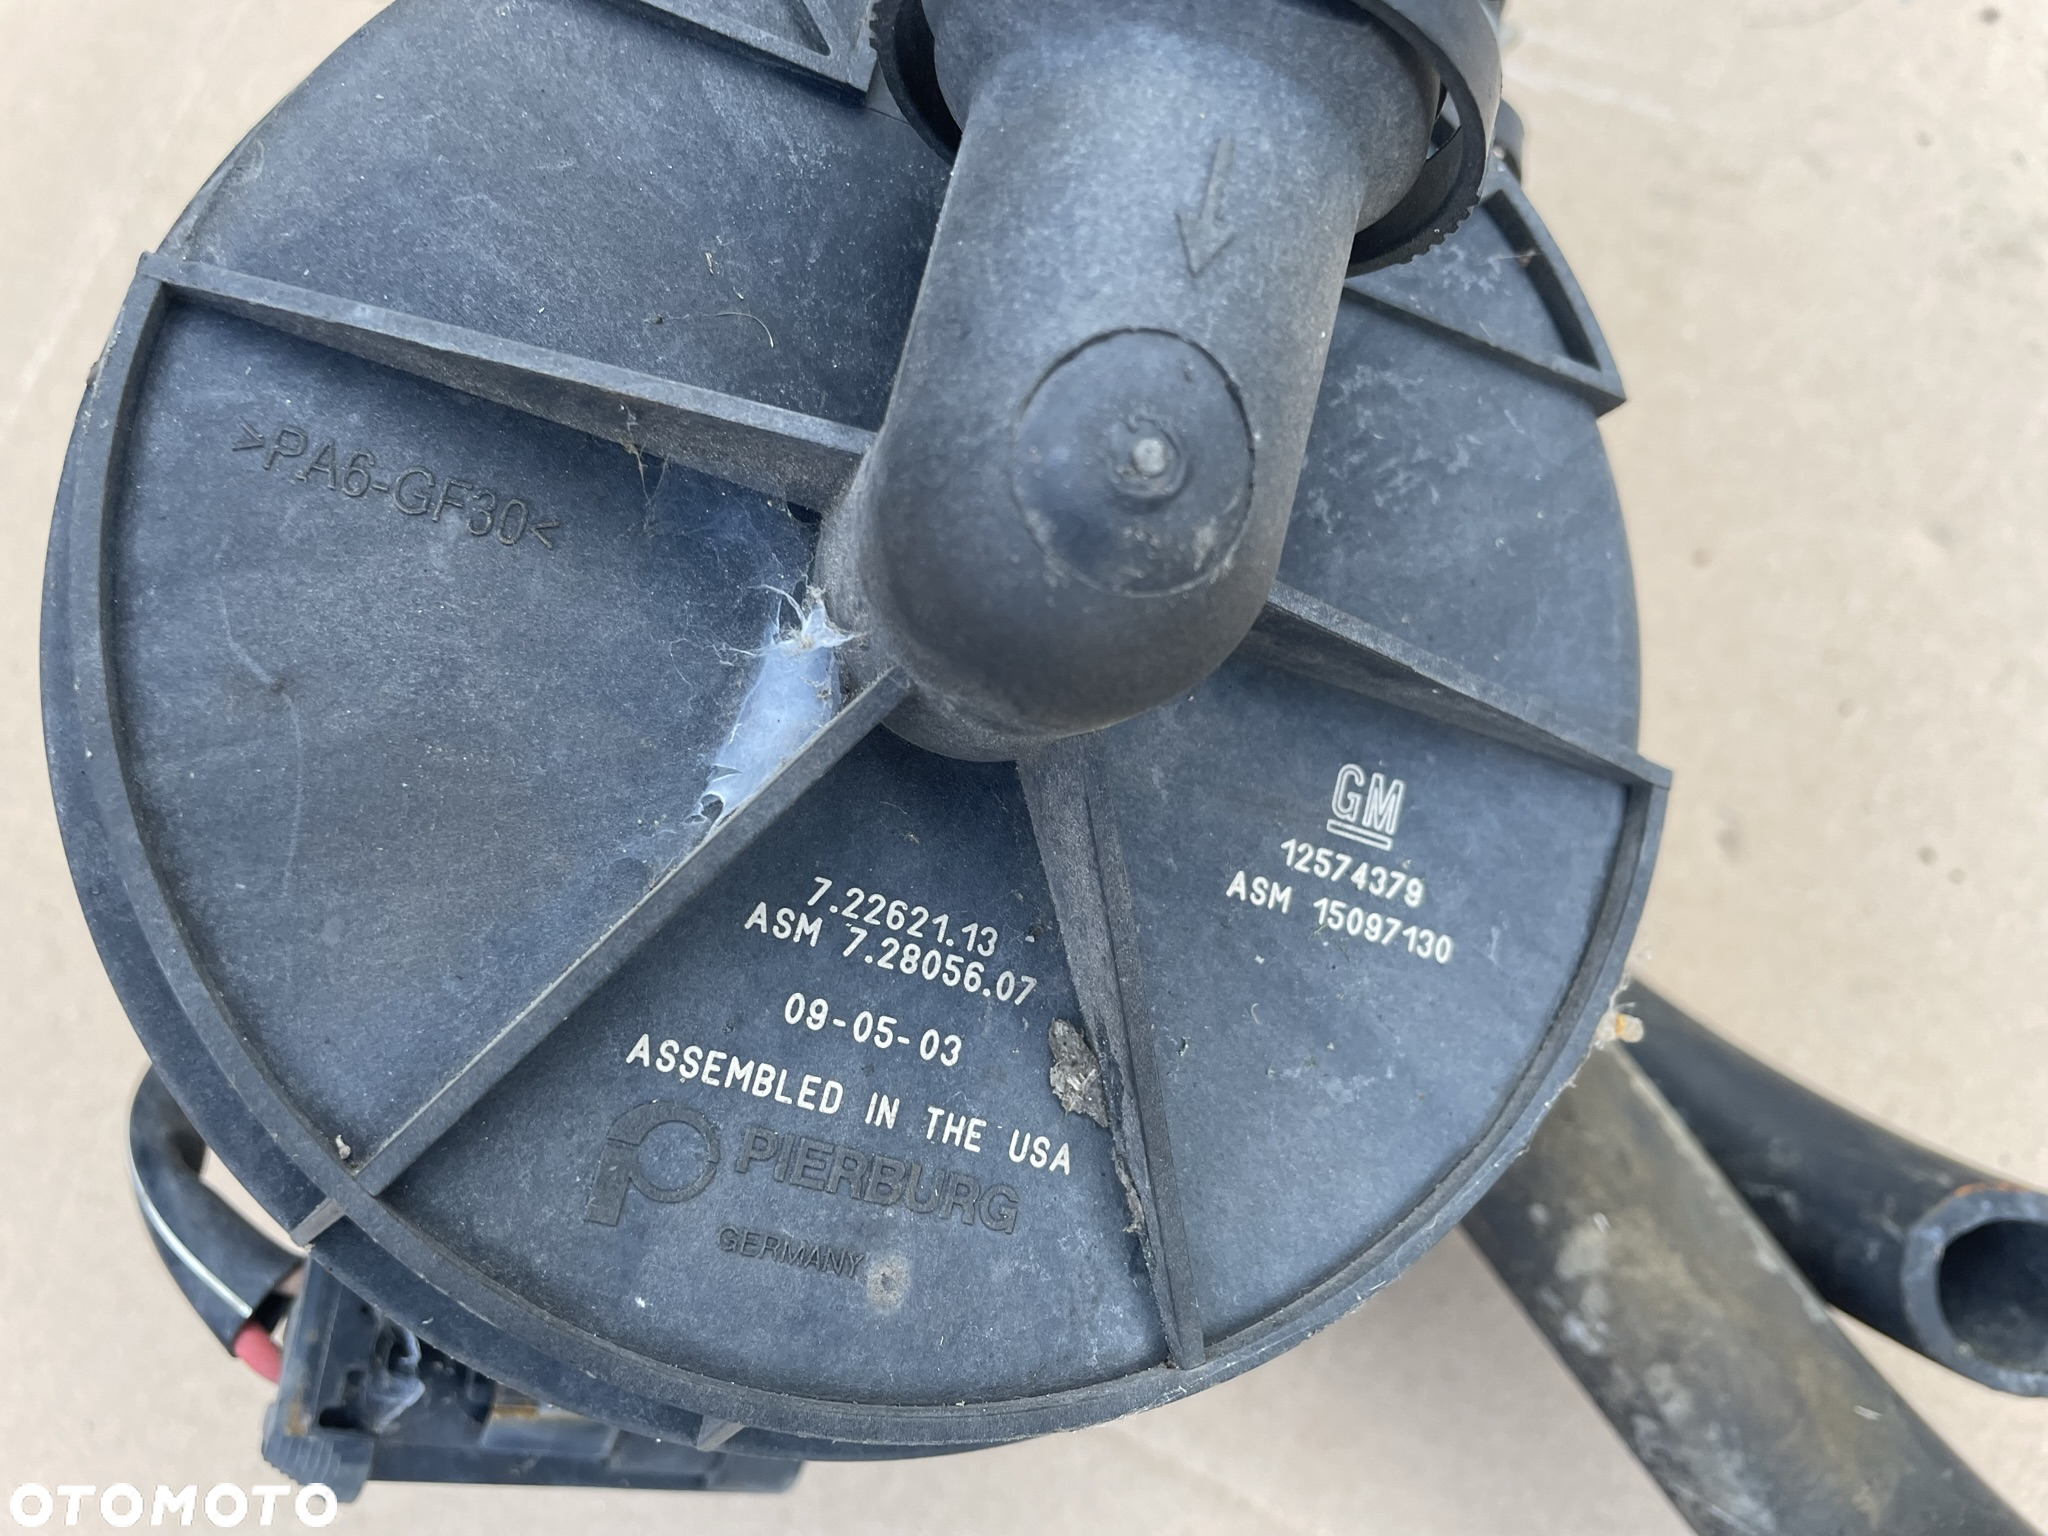 >PA6-GF30<
GM
12574379
ASM 15097130
7.22621.13
ASM 7.28056.07
09-05-03
ASSEMBLED IN THE USA
PIERBURG
GERMANY
OTOMOTO